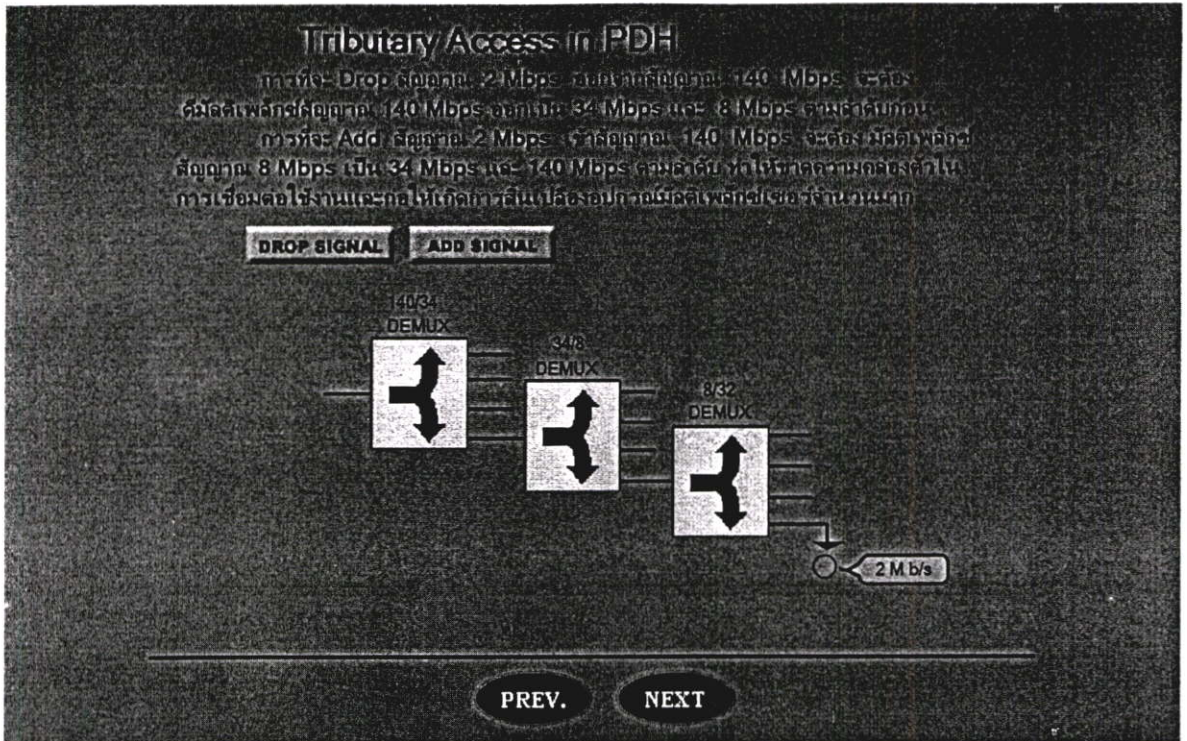 Tributary Access in PDH
การที่จะ Drop สัญญาณ 2 Mbps ออกจากสัญญาณ 140 Mbps จะต้อง
ดีมัลติเพล็กซ์สัญญาณ 140 Mbps ออกเป็น 34 Mbps และ 8 Mbps ตามลำดับก่อน
การที่จะ Add สัญญาณ 2 Mbps เข้าสัญญาณ 140 Mbps จะต้อง มัลติเพล็กซ์
สัญญาณ 8 Mbps เป็น 34 Mbps และ 140 Mbps ตามลำดับ ทำให้ขาดความคล่องตัวใน
การเชื่อมต่อใช้งานและก่อให้เกิดการสิ้นเปลืองอุปกรณ์มัลติเพล็กซ์เซอร์จำนวนมาก
DROP SIGNAL ADD SIGNAL
140/34
DEMUX
34/8
DEMUX
8/32
DEMUX
2 M b/s
PREV. NEXT